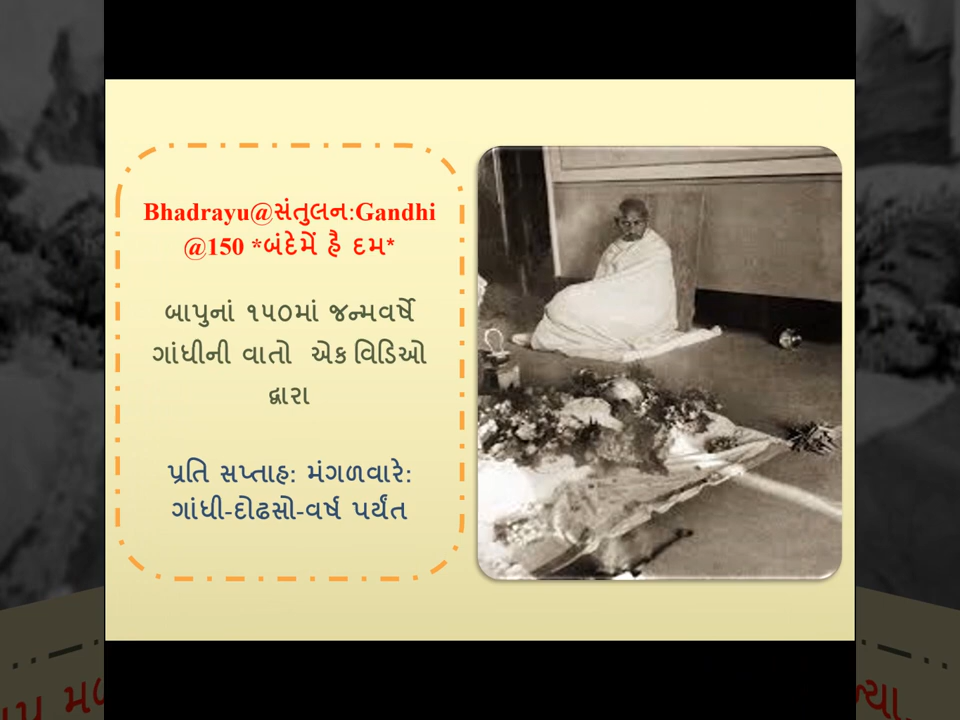 Bhadrayu@સંતુલન:Gandhi
@150 *બંદેમેં હૈ દમ*
બાપુનાં ૧૫૦માં જન્મવર્ષે
ગાંધીની વાતો એક વિડિઓ
દ્વારા
પ્રતિ સપ્તાહ: મંગળવારે:
ગાંધી-દોઢસો-વર્ષ પર્યંત